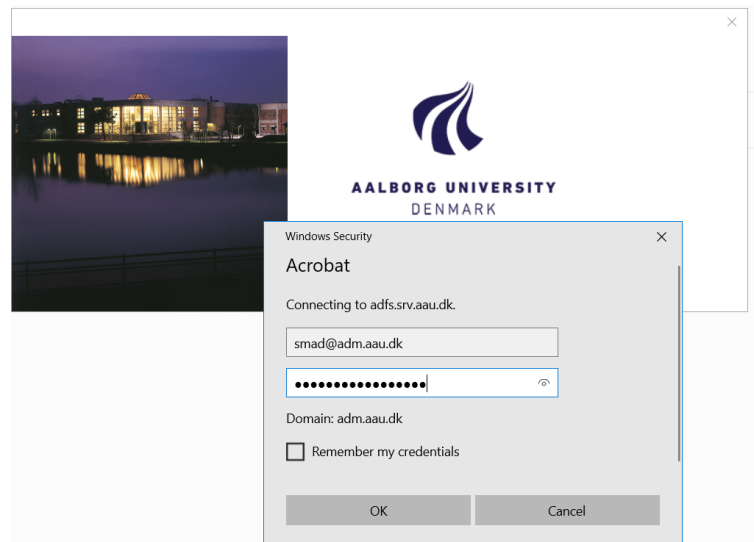 AALBORG UNIVERSITY
DENMARK
Windows Security
Acrobat
Connecting to adfs.srv.aau.dk.
smad@adm.aau.dk
●●●●●●●●●●●●●●●●●
Domain: adm.aau.dk
Remember my credentials
OK
Cancel